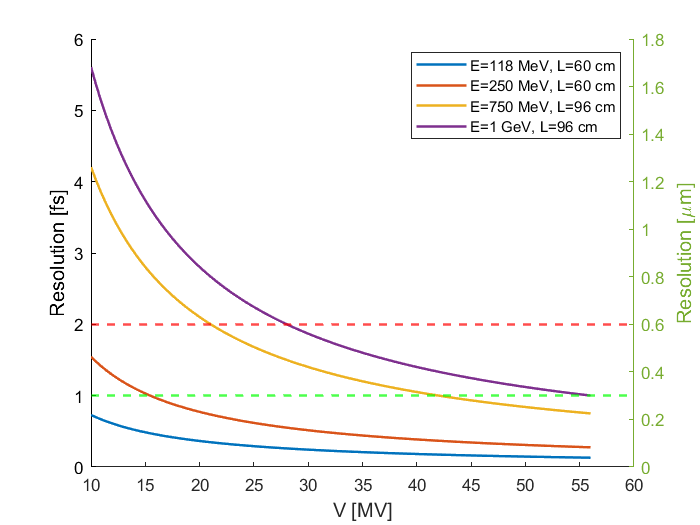 6
5
4
3
2
1
0
Resolution [fs]
E=118 MeV, L=60 cm
E=250 MeV, L=60 cm
E=750 MeV, L=96 cm
E=1 GeV, L=96 cm
1.8
1.6
1.4
1.2
1
0.8
0.6
0.4
0.2
0
Resolution [μm]
10 15 20 25 30 35 40 45 50 55 60
V [MV]